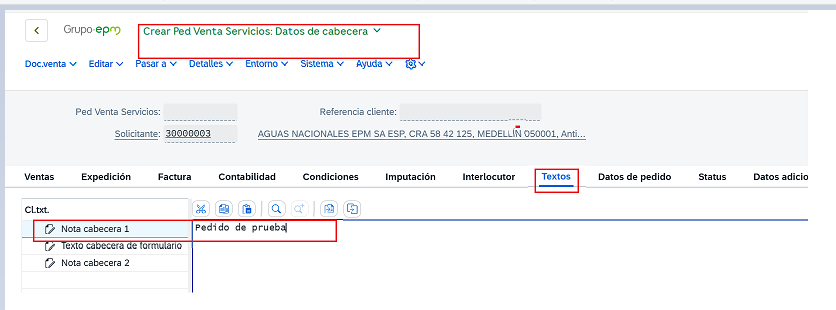 Grupo·epm
Crear Ped Venta Servicios: Datos de cabecera
Doc.venta Editar Pasar a Detalles Entorno Sistema Ayuda
Ped Venta Servicios: Referencia cliente:
Solicitante: 30000003 AGUAS NACIONALES EPM SA ESP, CRA 58 42 125, MEDELLÍN 050001, Anti...
Ventas Expedición Factura Contabilidad Condiciones Imputación Interlocutor Textos Datos de pedido Status Datos adicio
Cl.txt.
Nota cabecera 1 Pedido de prueba
Texto cabecera de formulario
Nota cabecera 2